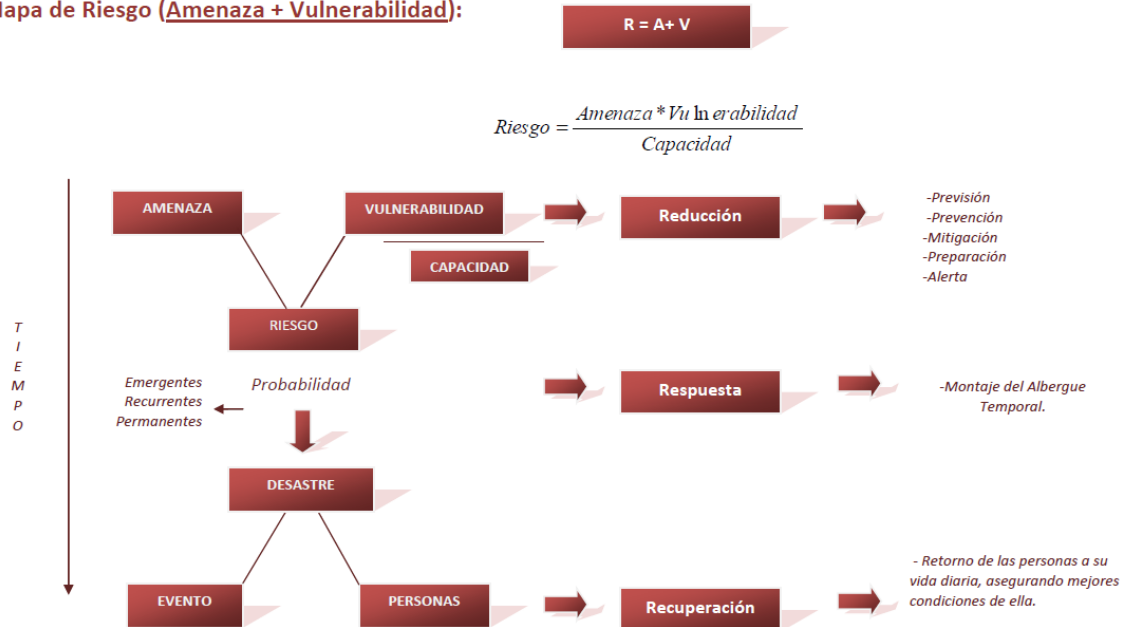 Mapa de Riesgo (Amenaza + Vulnerabilidad):
R = A+ V
Riesgo = Amenaza * Vu ln erabilidad
Capacidad
AMENAZA
VULNERABILIDAD
CAPACIDAD
Reducción
-Previsión
-Prevención
-Mitigación
-Preparación
-Alerta
RIESGO
T
I
E
M
P
O
Emergentes
Recurrentes
Permanentes
Probabilidad
Respuesta
-Montaje del Albergue
Temporal.
DESASTRE
EVENTO
PERSONAS
Recuperación
- Retorno de las personas a su
vida diaria, asegurando mejores
condiciones de ella.